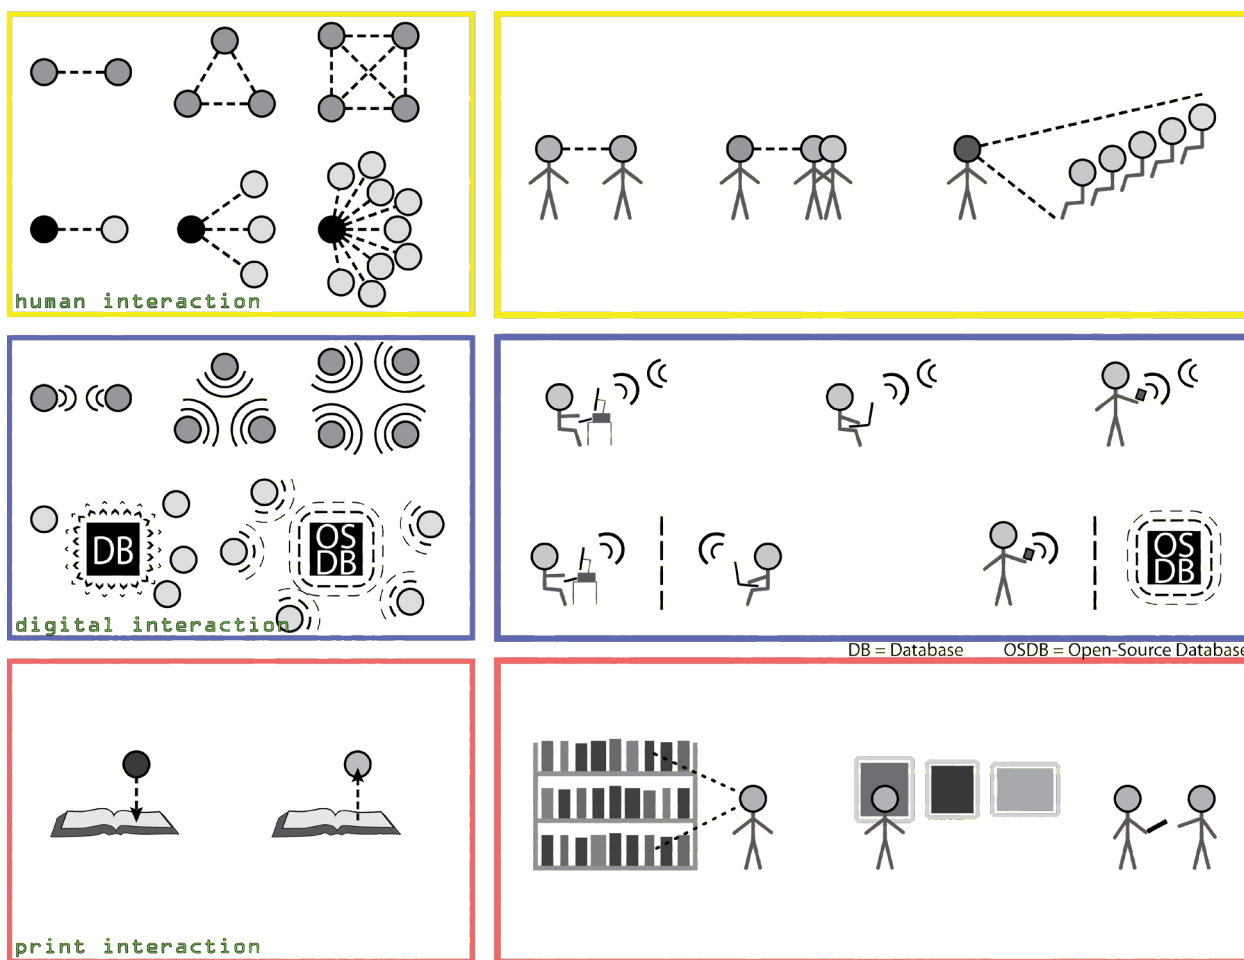 human interaction
DB
OS
DB
digital interaction
OS
DB
DB = Database
OSDB = Open-Source Database
print interaction